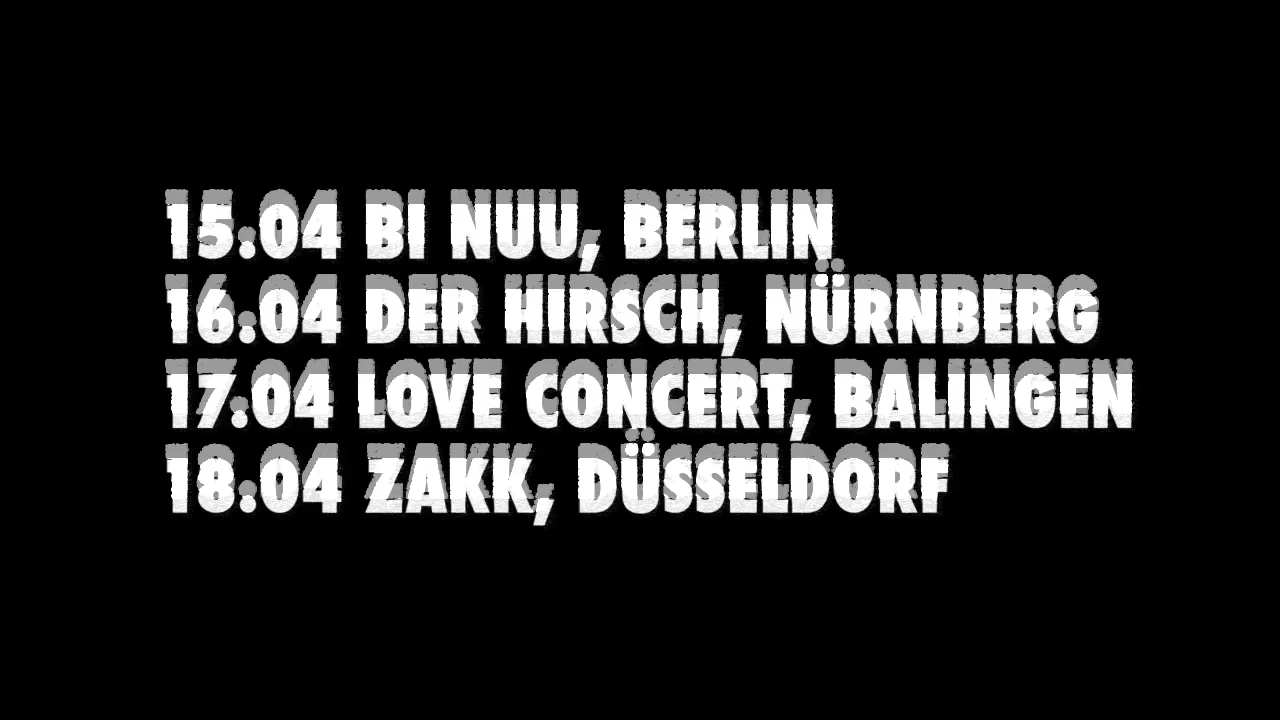 15.04 BI NUU, BERLIN
16.04 DER HIRSCH, NÜRNBERG
17.04 LOVE CONCERT, BALINGEN
18.04 ZAKK, DÜSSELDORF